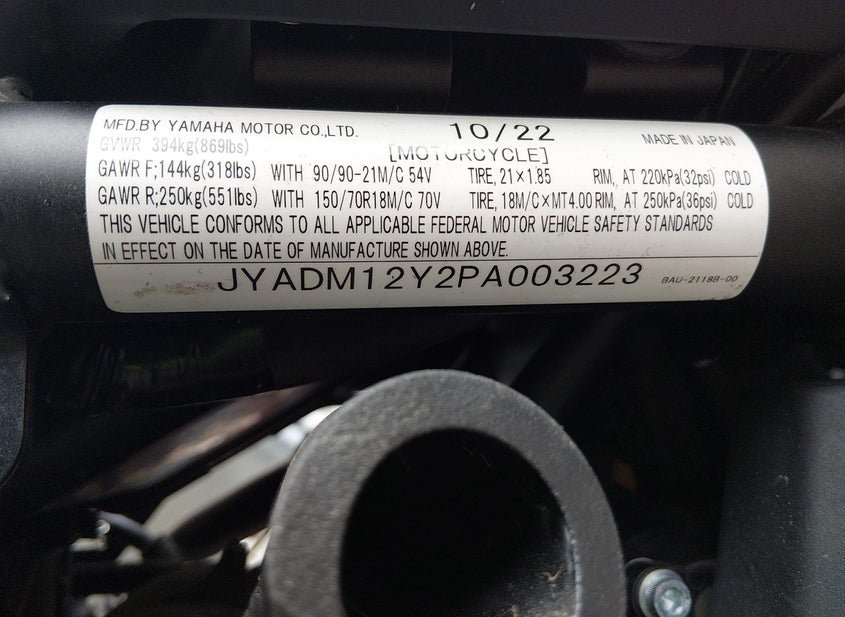 MFD.BY YAMAHA MOTOR CO.,LTD. 10/22 MADE IN JAPAN
GVWR 394kg(869lbs) [MOTORCYCLE]
GAWR F;144kg(318lbs) WITH 90/90-21M/C 54V TIRE, 21×1.85 RIM, AT 220kPa(32psi) COLD
GAWR R;250kg(551lbs) WITH 150/70R18M/C 70V TIRE, 18M/C×MT4.00 RIM, AT 250kPa(36psi) COLD
THIS VEHICLE CONFORMS TO ALL APPLICABLE FEDERAL MOTOR VEHICLE SAFETY STANDARDS
IN EFFECT ON THE DATE OF MANUFACTURE SHOWN ABOVE.
JYADM12Y2PA003223 BAU-2118B-00